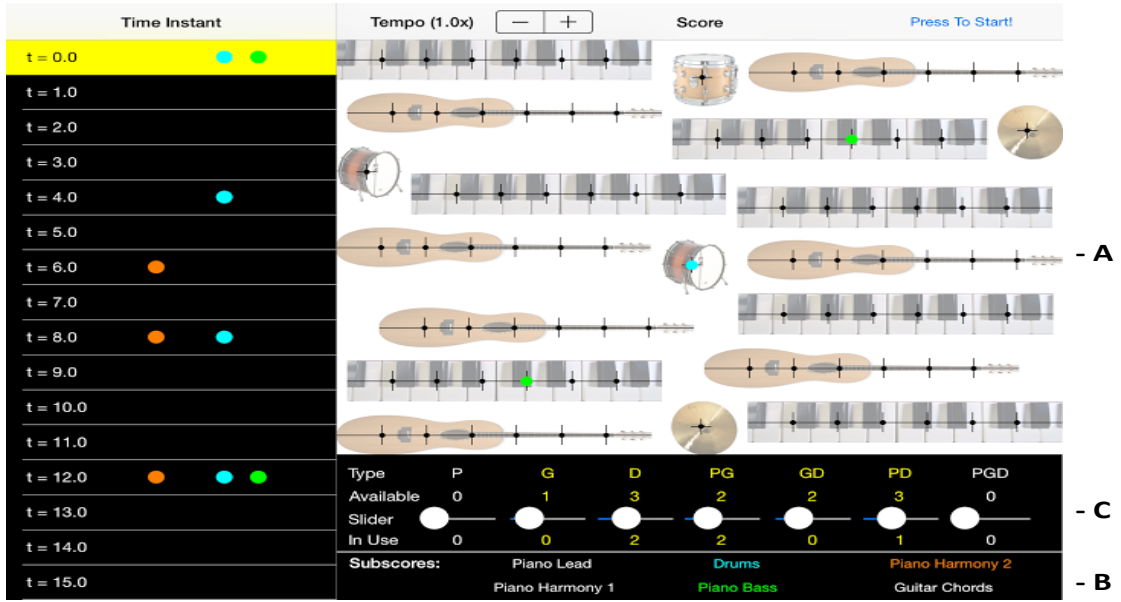 Time Instant Tempo (1.0x) − + Score Press To Start!
t = 0.0
t = 1.0
t = 2.0
t = 3.0
t = 4.0
t = 5.0
t = 6.0
t = 7.0
t = 8.0
t = 9.0
t = 10.0
t = 11.0
t = 12.0
t = 13.0
t = 14.0
t = 15.0
- A
Type P G D PG GD PD PGD
Available 0 1 3 2 2 3 0
Slider
In Use 0 0 2 2 0 1 0
- C
Subscores: Piano Lead Drums Piano Harmony 2
Piano Harmony 1 Piano Bass Guitar Chords
- B